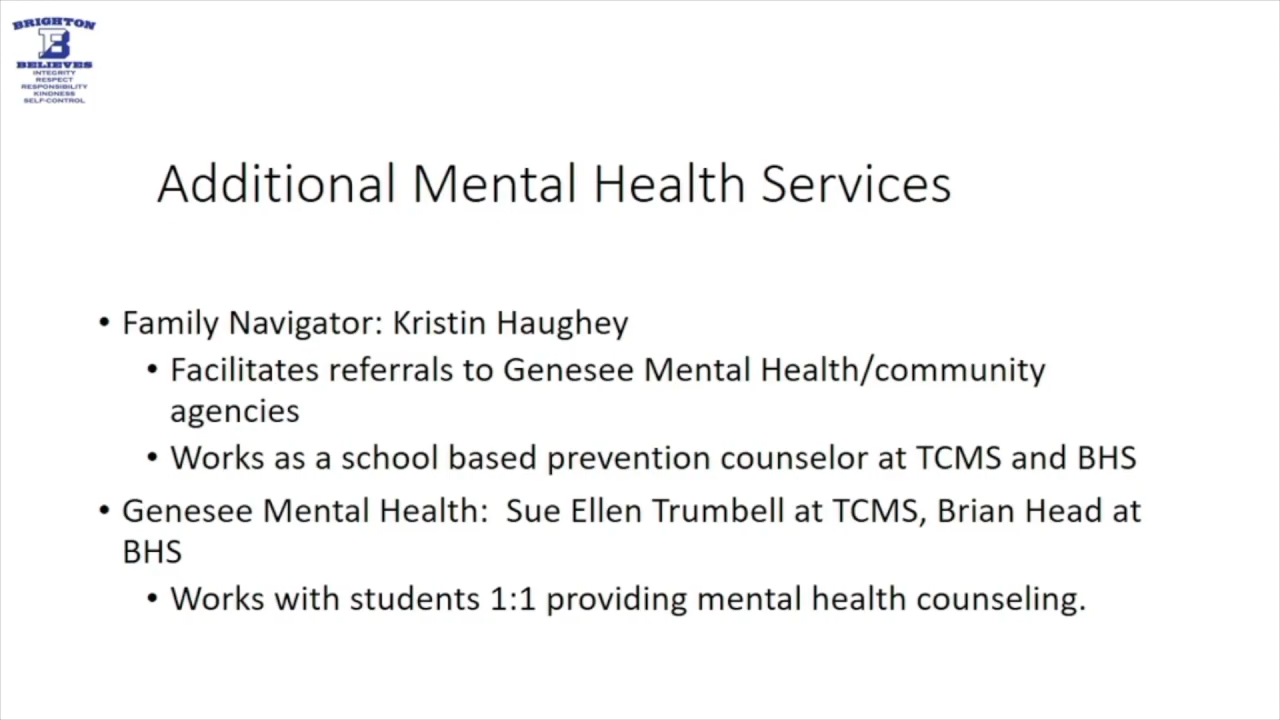 BRIGHTON
B
BELIEVES
INTEGRITY
RESPECT
RESPONSIBILITY
KINDNESS
SELF-CONTROL
Additional Mental Health Services
• Family Navigator: Kristin Haughey
• Facilitates referrals to Genesee Mental Health/community
agencies
• Works as a school based prevention counselor at TCMS and BHS
• Genesee Mental Health:  Sue Ellen Trumbell at TCMS, Brian Head at
BHS
• Works with students 1:1 providing mental health counseling.